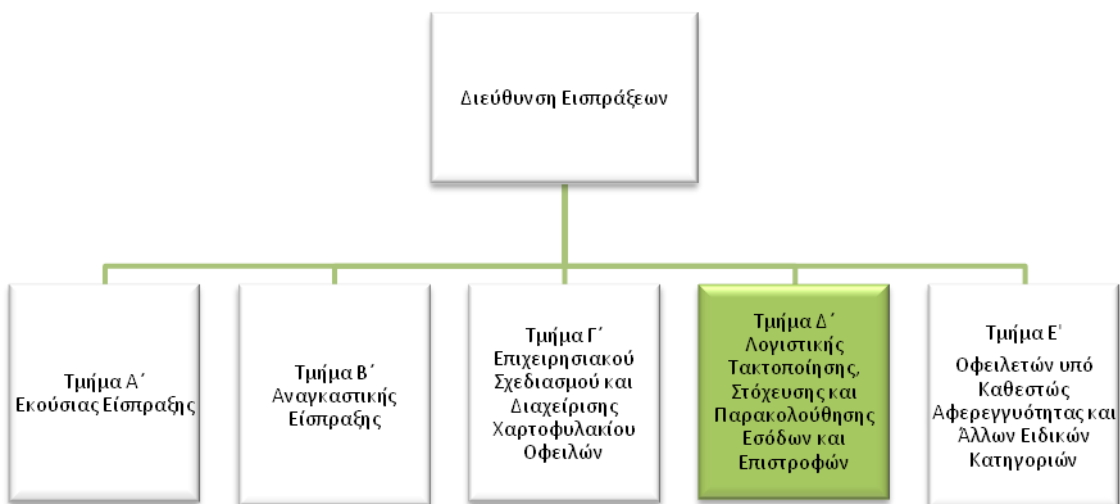 Διεύθυνση Εισπράξεων
Τμήμα Α΄
Εκούσιας Είσπραξης
Τμήμα Β΄
Αναγκαστικής
Είσπραξης
Τμήμα Γ΄
Επιχειρησιακού
Σχεδιασμού και
Διαχείρισης
Χαρτοφυλακίου
Οφειλών
Τμήμα Δ΄
Λογιστικής
Τακτοποίησης,
Στόχευσης και
Παρακολούθησης
Εσόδων και
Επιστροφών
Τμήμα Ε'
Οφειλετών υπό
Καθεστώς
Αφερεγγυότητας και
Άλλων Ειδικών
Κατηγοριών